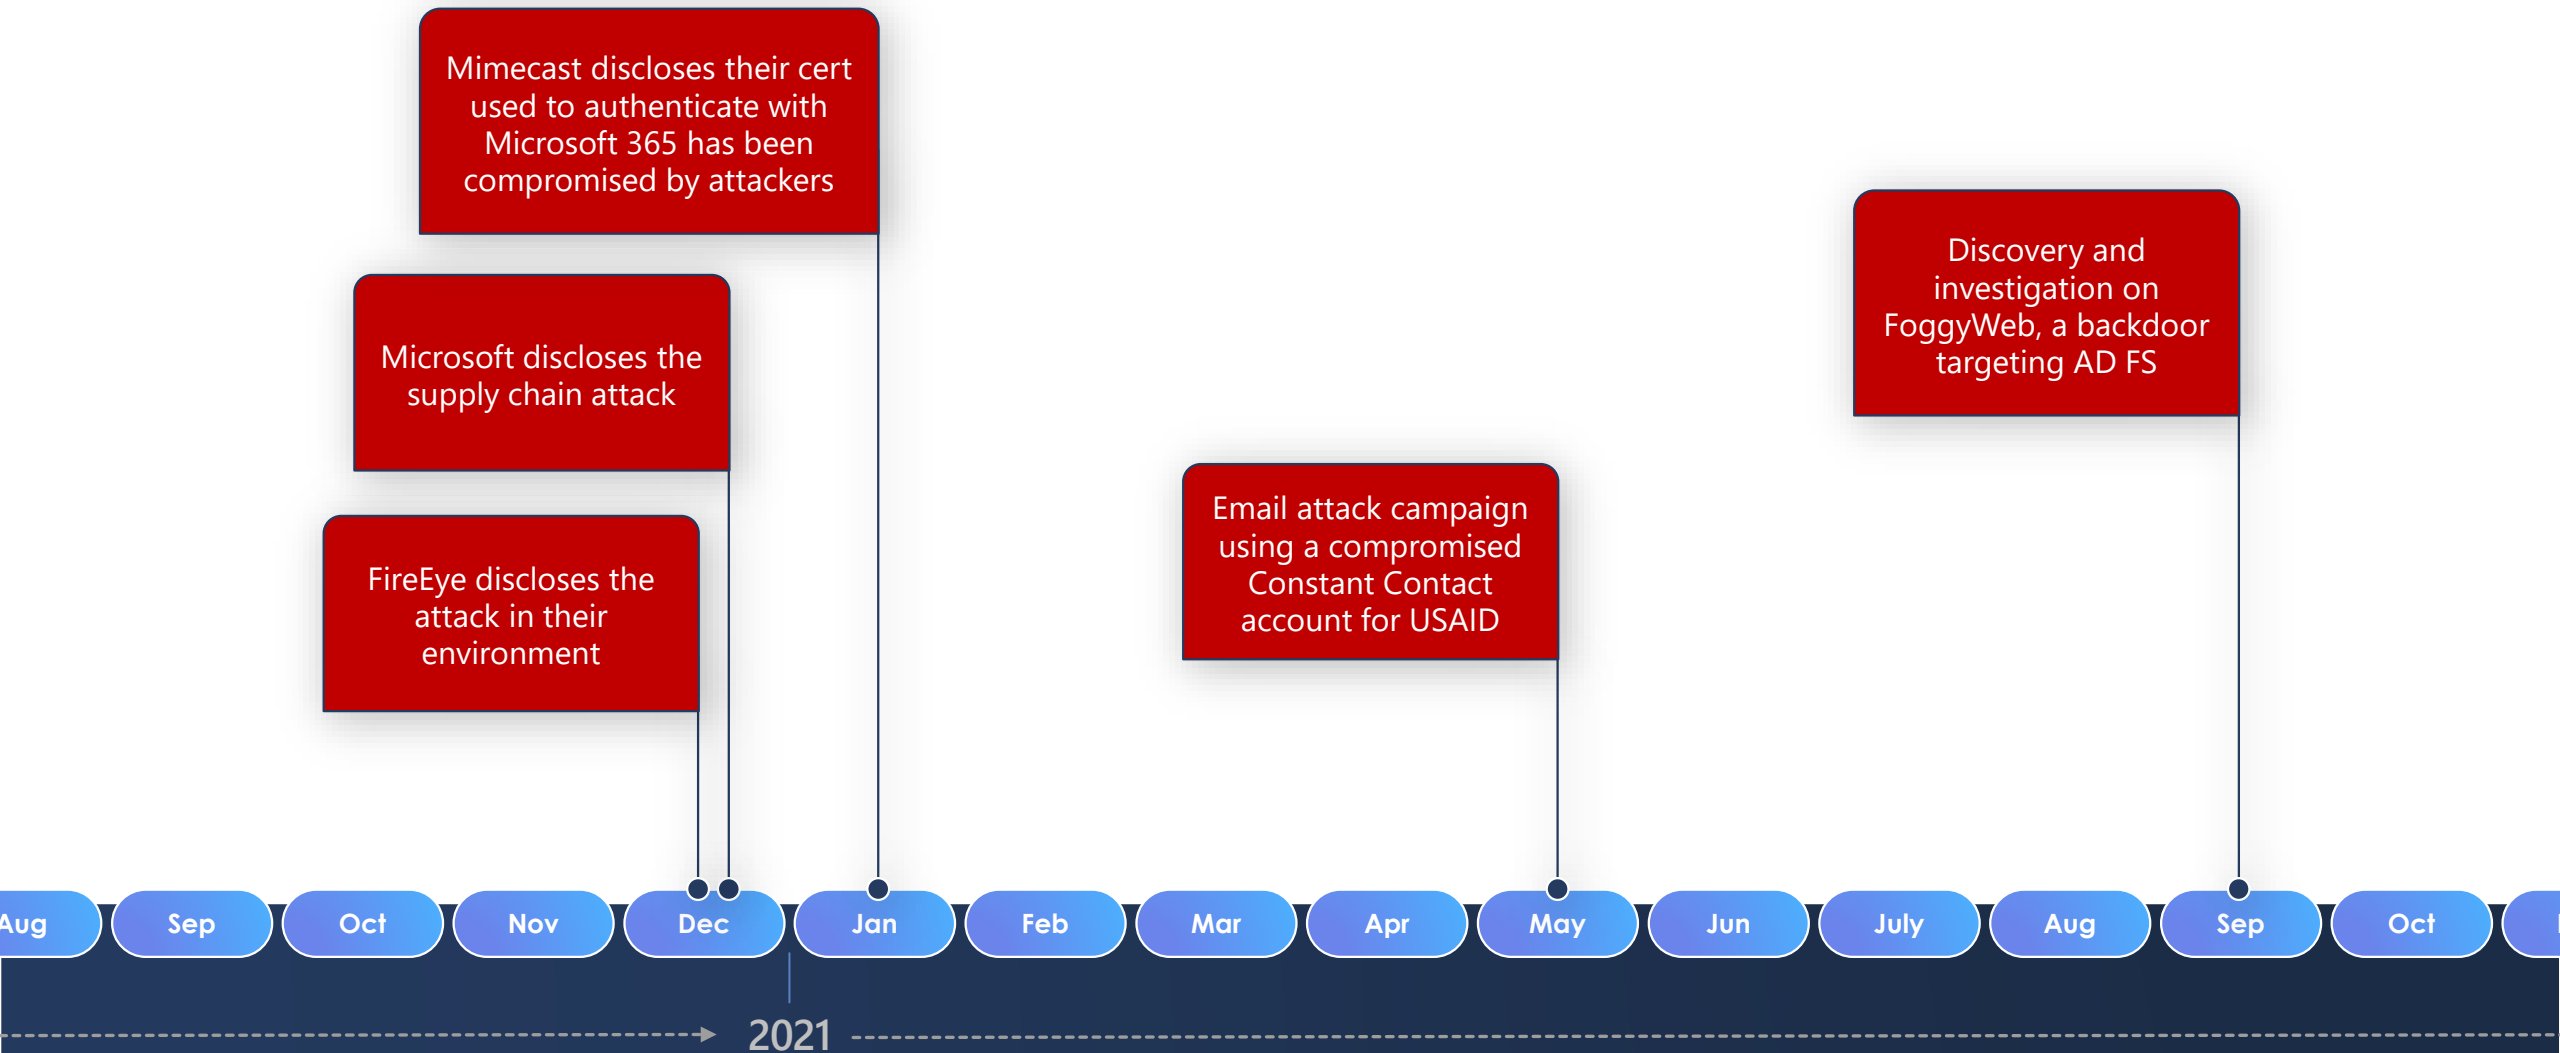 Mimecast discloses their cert
used to authenticate with
Microsoft 365 has been
compromised by attackers
Microsoft discloses the
supply chain attack
FireEye discloses the
attack in their
environment
Email attack campaign
using a compromised
Constant Contact
account for USAID
Discovery and
investigation on
FoggyWeb, a backdoor
targeting AD FS
Aug Sep Oct Nov Dec Jan Feb Mar Apr May Jun July Aug Sep Oct
2021